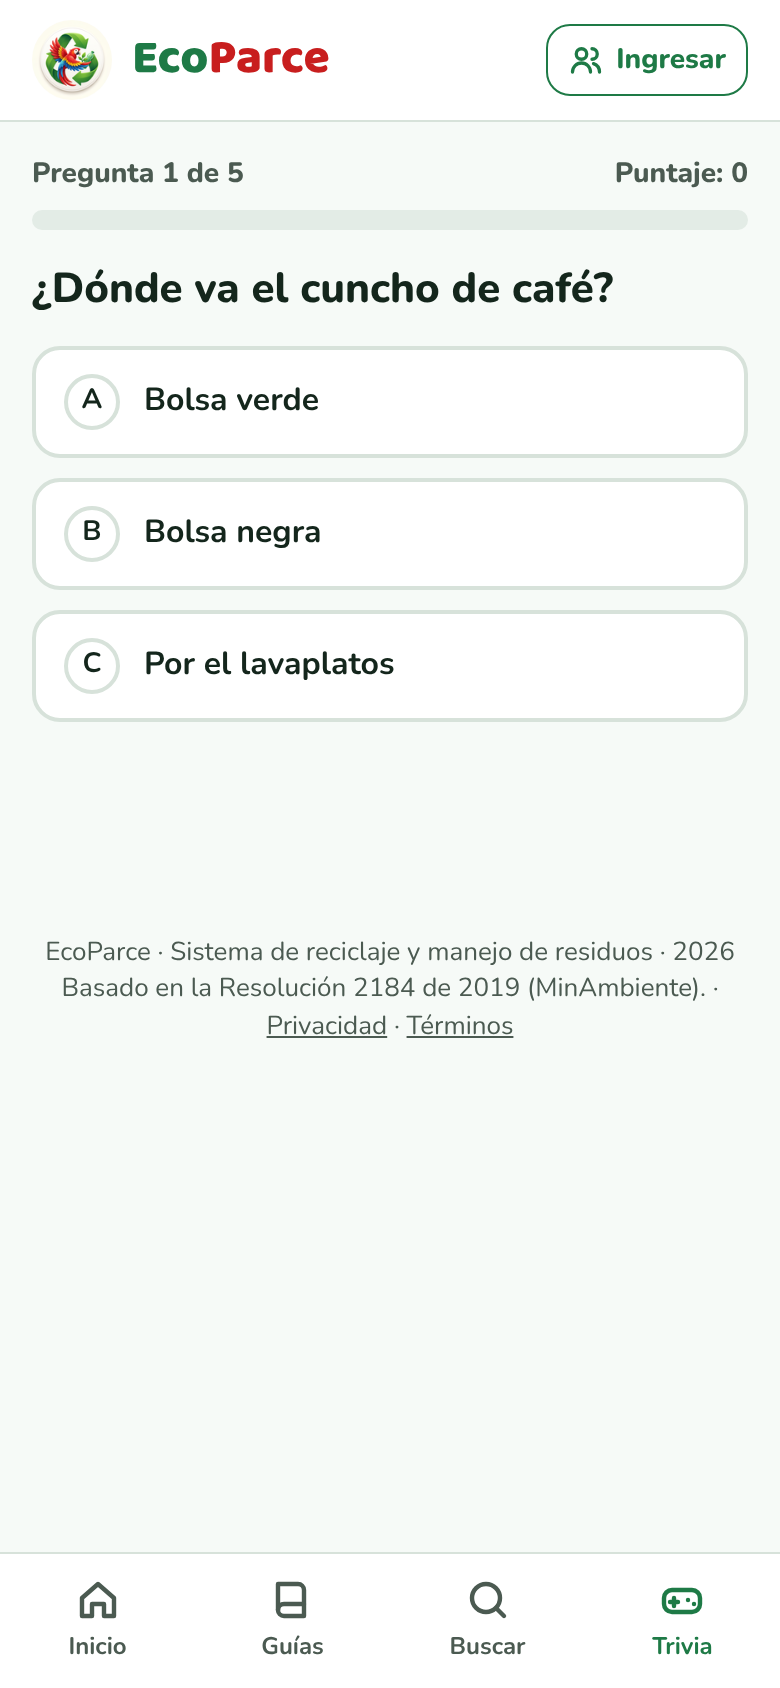 EcoParce
Ingresar
Pregunta 1 de 5
Puntaje: 0
¿Dónde va el cuncho de café?
A Bolsa verde
B Bolsa negra
C Por el lavaplatos
EcoParce · Sistema de reciclaje y manejo de residuos · 2026
Basado en la Resolución 2184 de 2019 (MinAmbiente). ·
Privacidad · Términos
Inicio
Guías
Buscar
Trivia